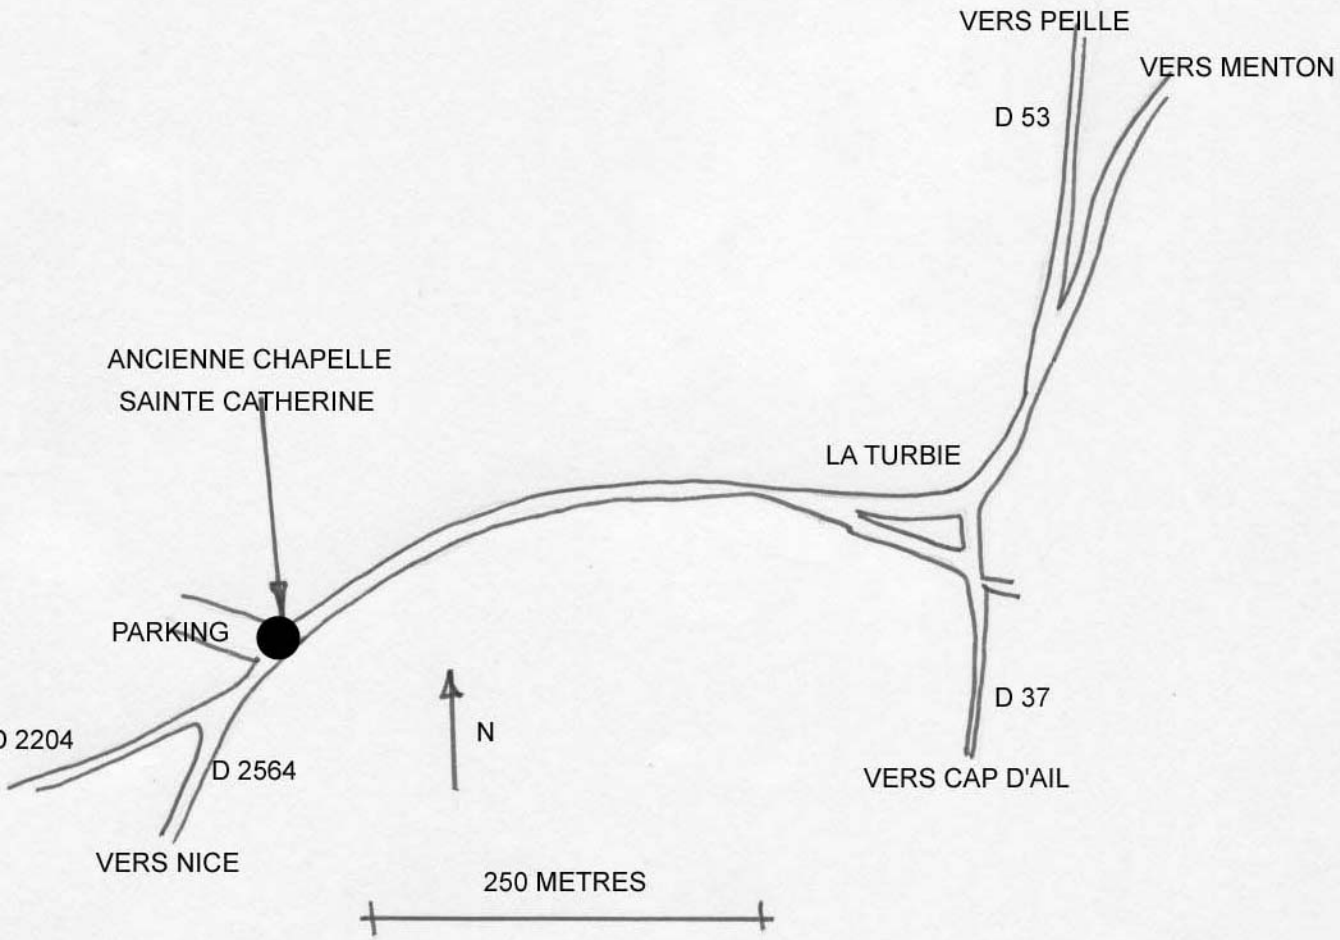 VERS PEILLE
VERS MENTON
D 53
ANCIENNE CHAPELLE
SAINTE CATHERINE
LA TURBIE
PARKING
D 37
N
D 2204
D 2564
VERS CAP D'AIL
VERS NICE
250 METRES